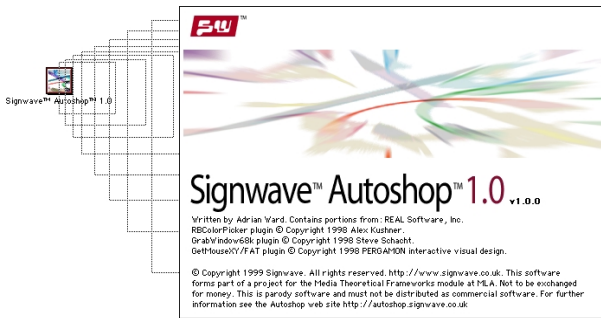 SW™
Signwave™ Autoshop™ 1.0
Signwave™ Autoshop™ 1.0 v1.0.0
Written by Adrian Ward. Contains portions from: REAL Software, Inc.
RBColorPicker plugin © Copyright 1998 Alex Kushner.
GrabWindow68k plugin © Copyright 1998 Steve Schacht.
GetMouseXY/FAT plugin © Copyright 1998 PERGAMON interactive visual design.
© Copyright 1999 Signwave. All rights reserved. http://www.signwave.co.uk. This software
forms part of a project for the Media Theoretical Frameworks module at MLA. Not to be exchanged
for money. This is parody software and must not be distributed as commercial software. For further
information see the Autoshop web site http://autoshop.signwave.co.uk